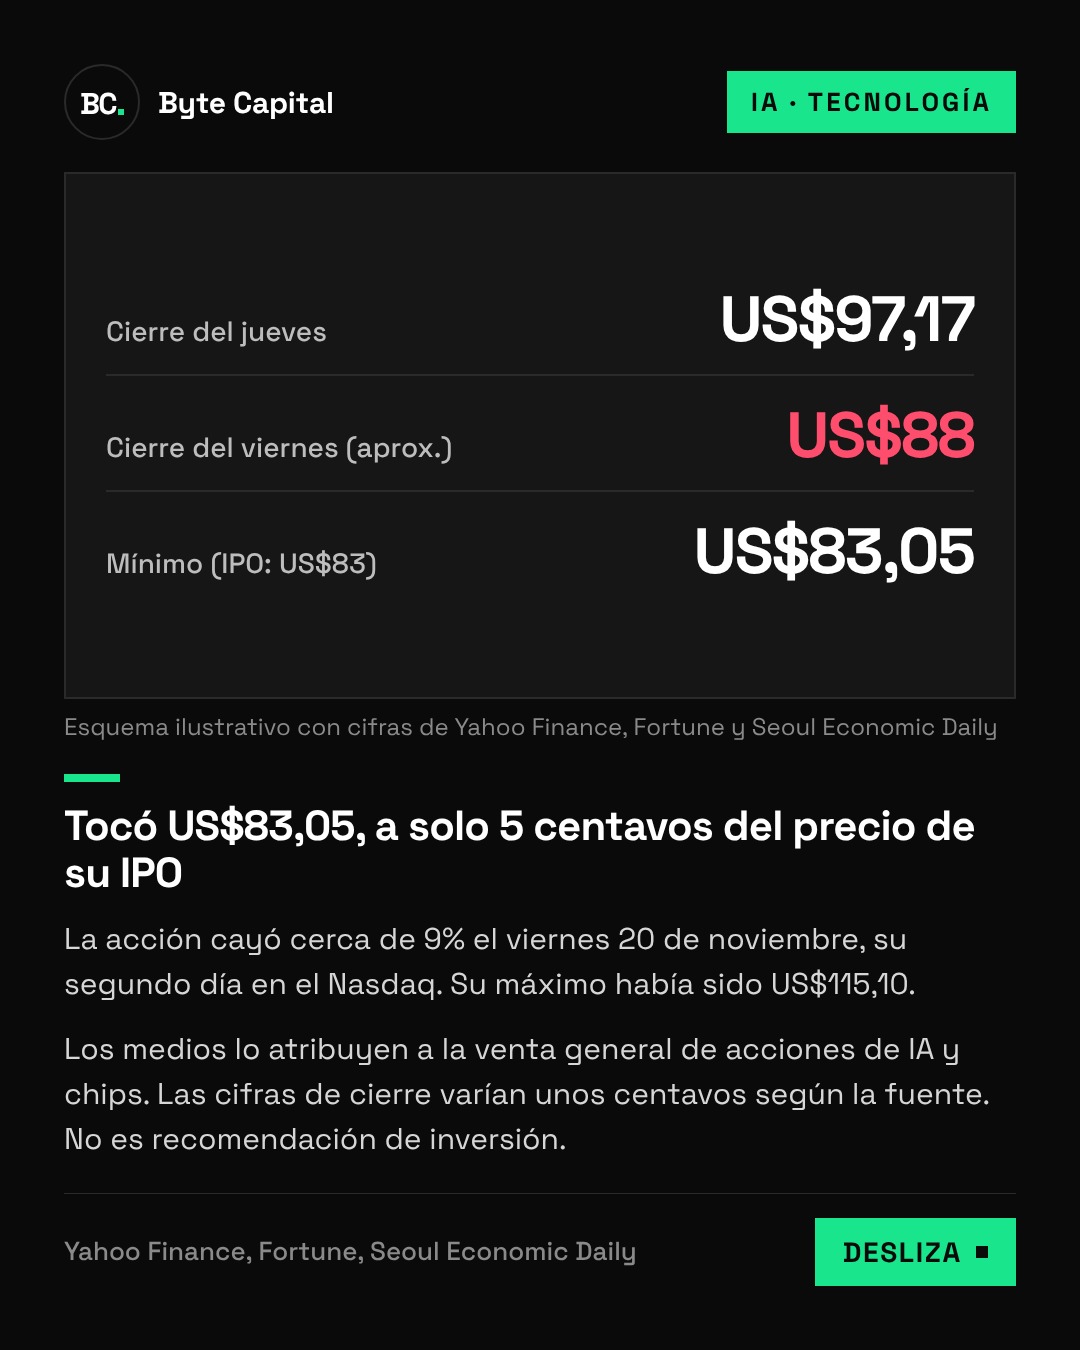 BC.
Byte Capital
IA · TECNOLOGÍA
Cierre del jueves
US$97,17
Cierre del viernes (aprox.)
US$88
Mínimo (IPO: US$83)
US$83,05
Esquema ilustrativo con cifras de Yahoo Finance, Fortune y Seoul Economic Daily
Tocó US$83,05, a solo 5 centavos del precio de
su IPO
La acción cayó cerca de 9% el viernes 20 de noviembre, su
segundo día en el Nasdaq. Su máximo había sido US$115,10.
Los medios lo atribuyen a la venta general de acciones de IA y
chips. Las cifras de cierre varían unos centavos según la fuente.
No es recomendación de inversión.
Yahoo Finance, Fortune, Seoul Economic Daily
DESLIZA